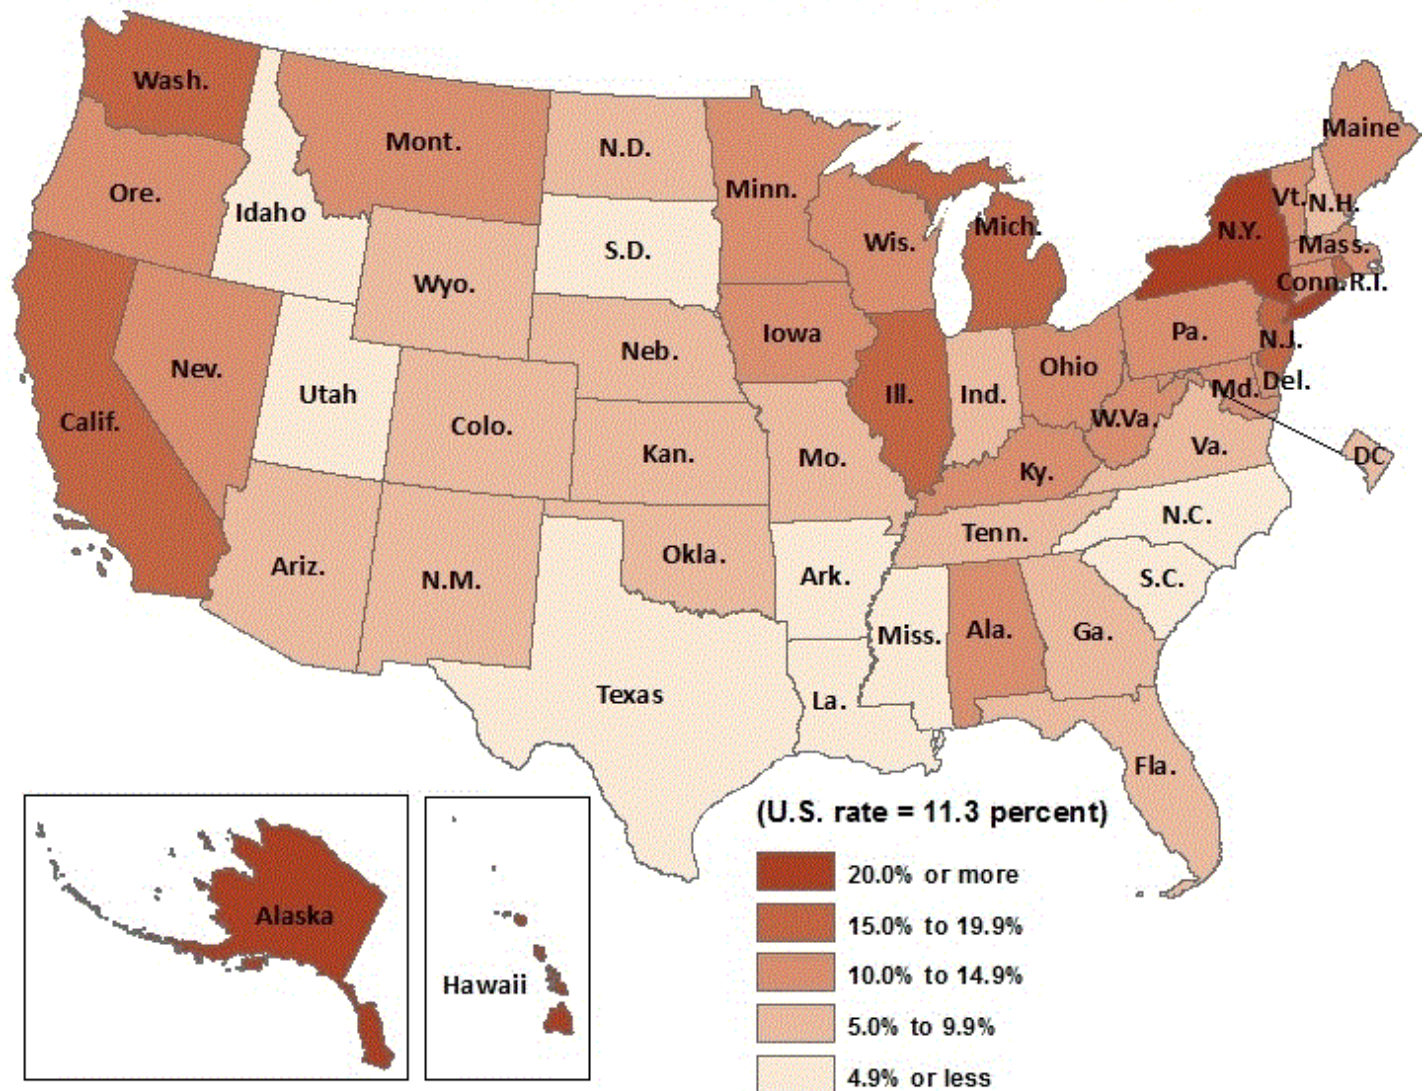 Wash.
Mont.
N.D.
Minn.
Maine
Ore.
Idaho
S.D.
Wis.
Mich.
Vt.
N.H.
N.Y.
Mass.
Wyo.
Conn.
R.I.
Iowa
Neb.
Pa.
N.J.
Nev.
Utah
Ohio
Ill.
Ind.
Md.
Del.
Calif.
Colo.
Kan.
Mo.
W.Va.
Va.
DC
Ky.
N.C.
Tenn.
Ariz.
N.M.
Okla.
Ark.
S.C.
Miss.
Ala.
Ga.
Texas
La.
Fla.
Alaska
Hawaii
(U.S. rate = 11.3 percent)
20.0% or more
15.0% to 19.9%
10.0% to 14.9%
5.0% to 9.9%
4.9% or less